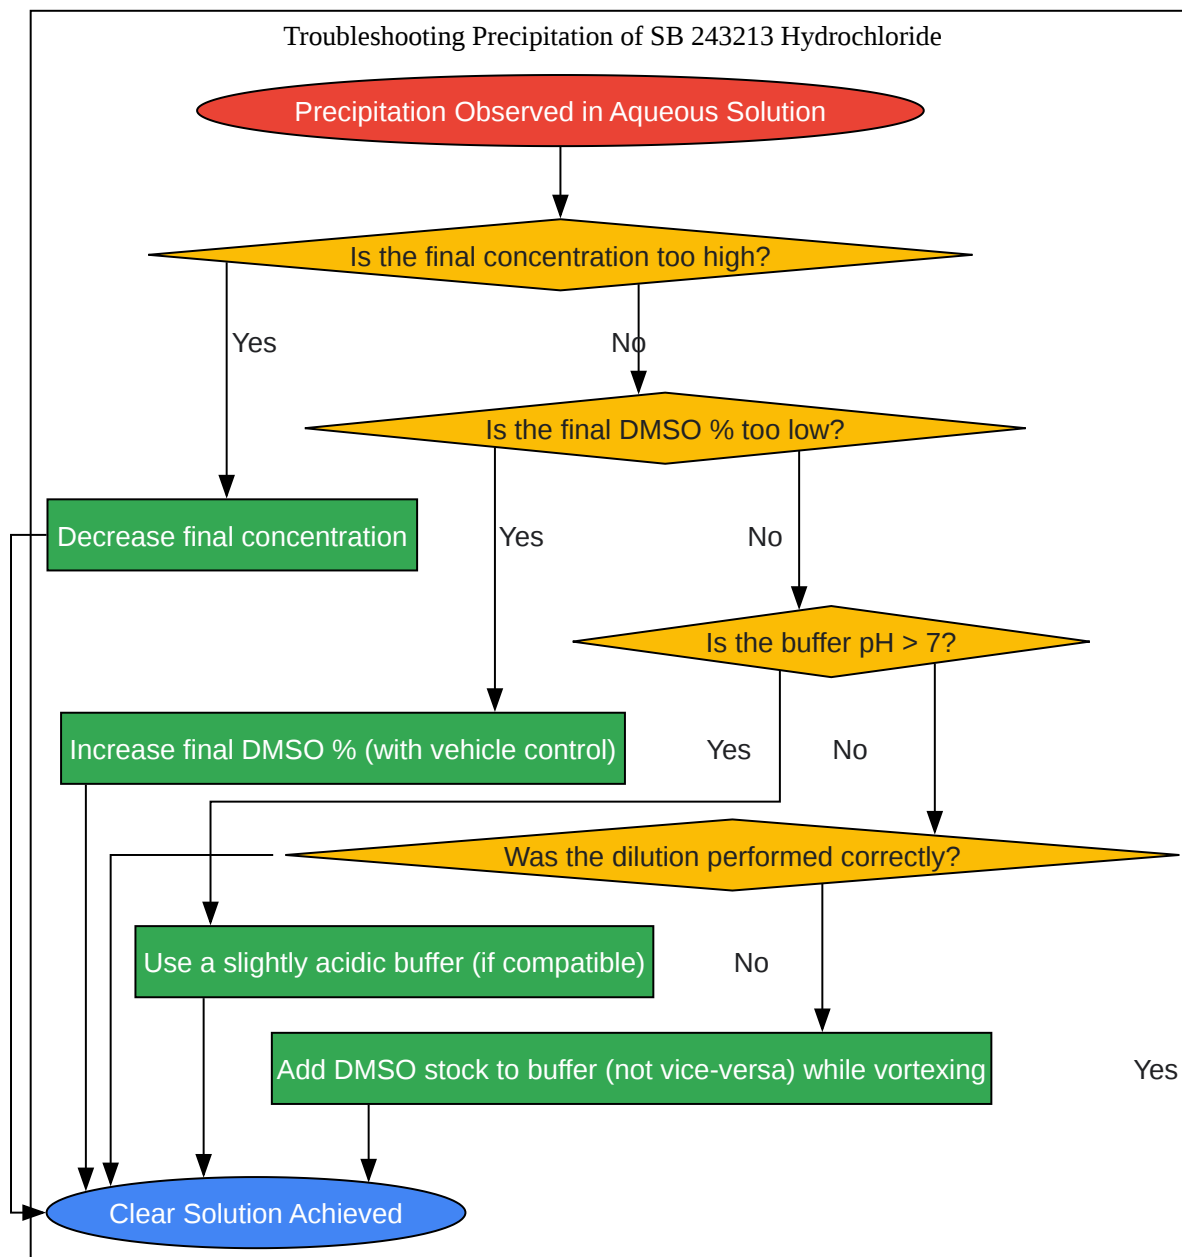 Troubleshooting Precipitation of SB 243213 Hydrochloride
Precipitation Observed in Aqueous Solution
Is the final concentration too high?
Yes
No
Is the final DMSO % too low?
Decrease final concentration
Yes
No
Is the buffer pH > 7?
Increase final DMSO % (with vehicle control)
Yes
No
Was the dilution performed correctly?
Use a slightly acidic buffer (if compatible)
No
Add DMSO stock to buffer (not vice-versa) while vortexing
Yes
Clear Solution Achieved